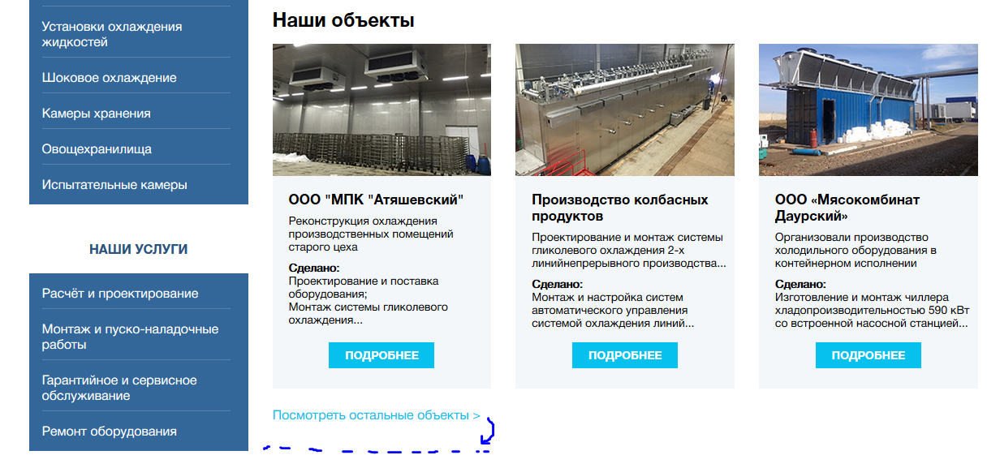 Установки охлаждения
жидкостей
Шоковое охлаждение
Камеры хранения
Овощехранилища
Испытательные камеры
НАШИ УСЛУГИ
Расчёт и проектирование
Монтаж и пуско-наладочные
работы
Гарантийное и сервисное
обслуживание
Ремонт оборудования
Наши объекты
ООО "МПК "Атяшевский"
Реконструкция охлаждения
производственных помещений
старого цеха
Сделано:
Проектирование и поставка
оборудования;
Монтаж системы гликолевого
охлаждения...
ПОДРОБНЕЕ
Производство колбасных
продуктов
Проектирование и монтаж системы
гликолевого охлаждения 2-х
линийнепрерывного производства...
Сделано:
Монтаж и настройка систем
автоматического управления
системой охлаждения линий...
ПОДРОБНЕЕ
ООО «Мясокомбинат
Даурский»
Организовали производство
холодильного оборудования в
контейнерном исполнении
Сделано:
Изготовление и монтаж чиллера
хладопроизводительностью 590 кВт
со встроенной насосной станцией...
ПОДРОБНЕЕ
Посмотреть остальные объекты >